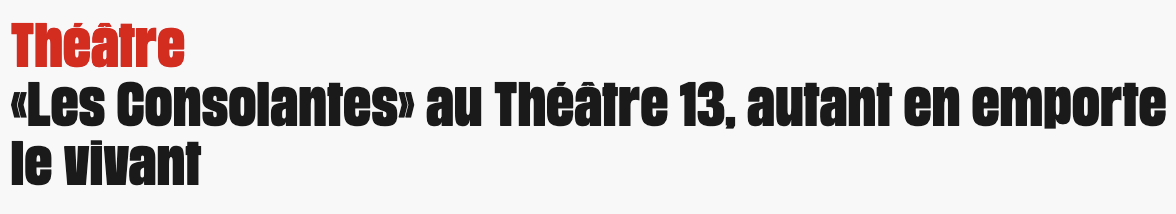 Théâtre
«Les Consolantes» au Théâtre 13, autant en emporte
le vivant